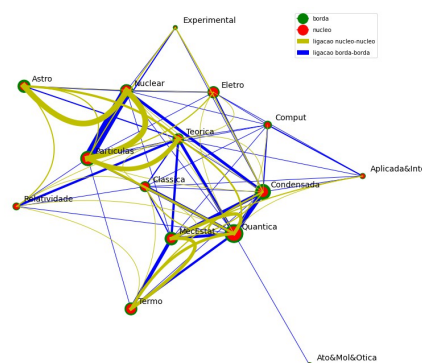 Experimental
borda
nucleo
ligacao nucleo-nucleo
ligacao borda-borda
Astro
Nuclear
Eletro
Comput
Teorica
Particulas
Aplicada&Inte
Classica
Condensada
Relatividade
MecEstat
Quantica
Termo
Ato&Mol&Otica